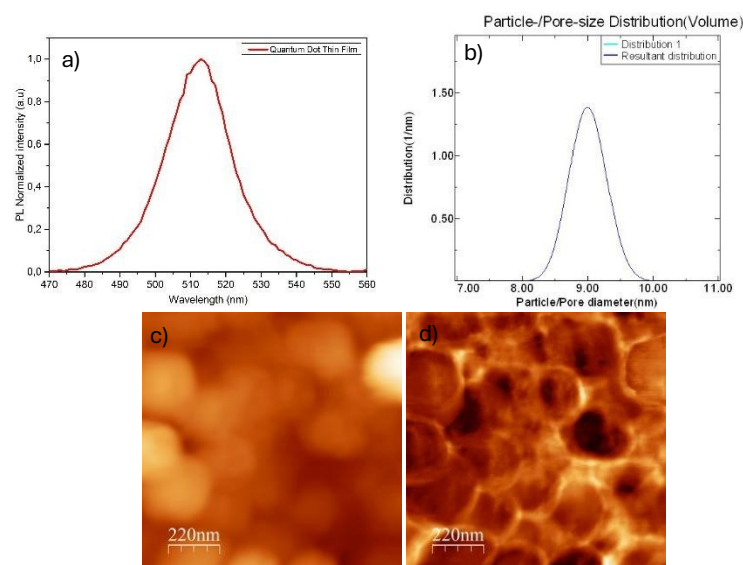 a)
Quantum Dot Thin Film
1,0
0,8
0,6
0,4
0,2
0,0
PL Normalized intensity (a.u)
470 480 490 500 510 520 530 540 550 560
Wavelength (nm)
Particle-/Pore-size Distribution(Volume)
b)
Distribution 1
Resultant distribution
1.50
1.00
0.50
Distribution(1/nm)
7.00 8.00 9.00 10.00 11.00
Particle/Pore diameter(nm)
c)
220nm
d)
220nm